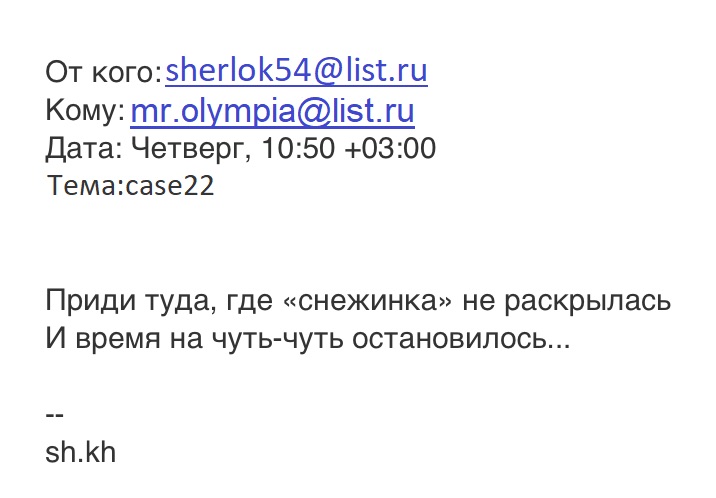 От кого: sherlok54@list.ru
Кому: mr.olympia@list.ru
Дата: Четверг, 10:50 +03:00
Тема:case22
Приди туда, где «снежинка» не раскрылась
И время на чуть-чуть остановилось...
--
sh.kh